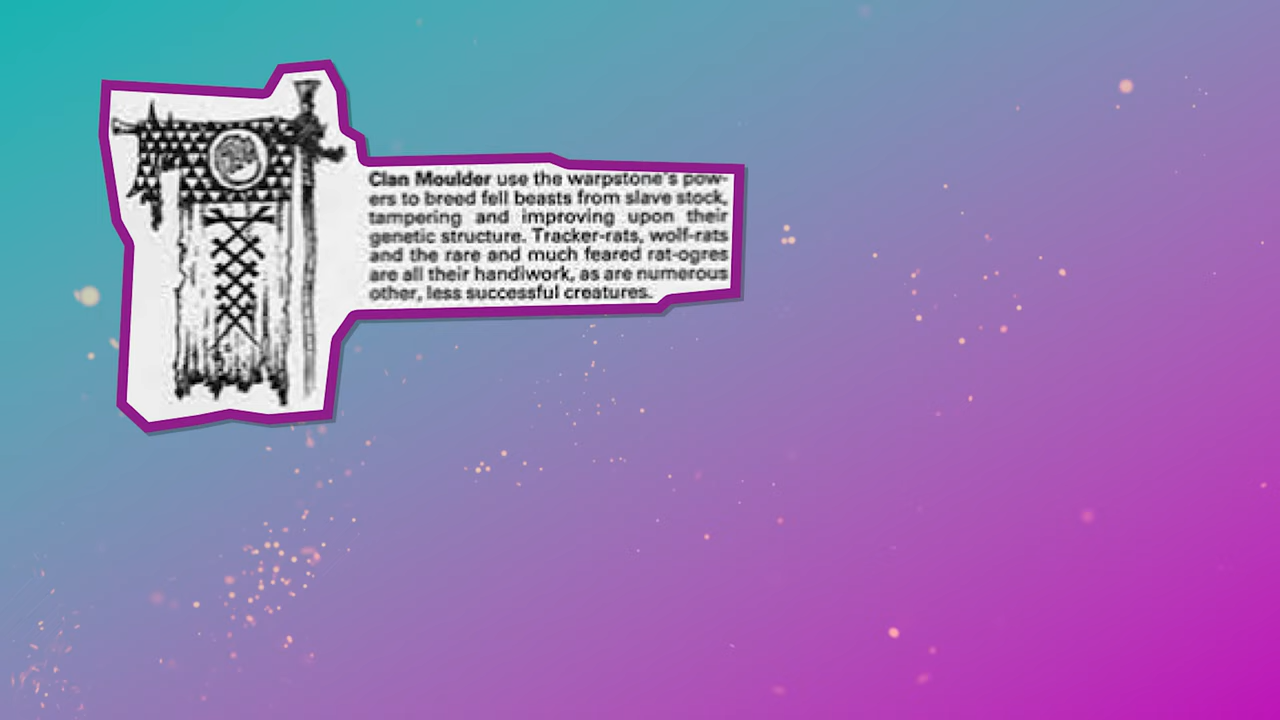 Clan Moulder use the warpstone's pow-
ers to breed fell beasts from slave stock,
tampering and improving upon their
genetic structure. Tracker-rats, wolf-rats
and the rare and much feared rat-ogres
are all their handiwork, as are numerous
other, less successful creatures.